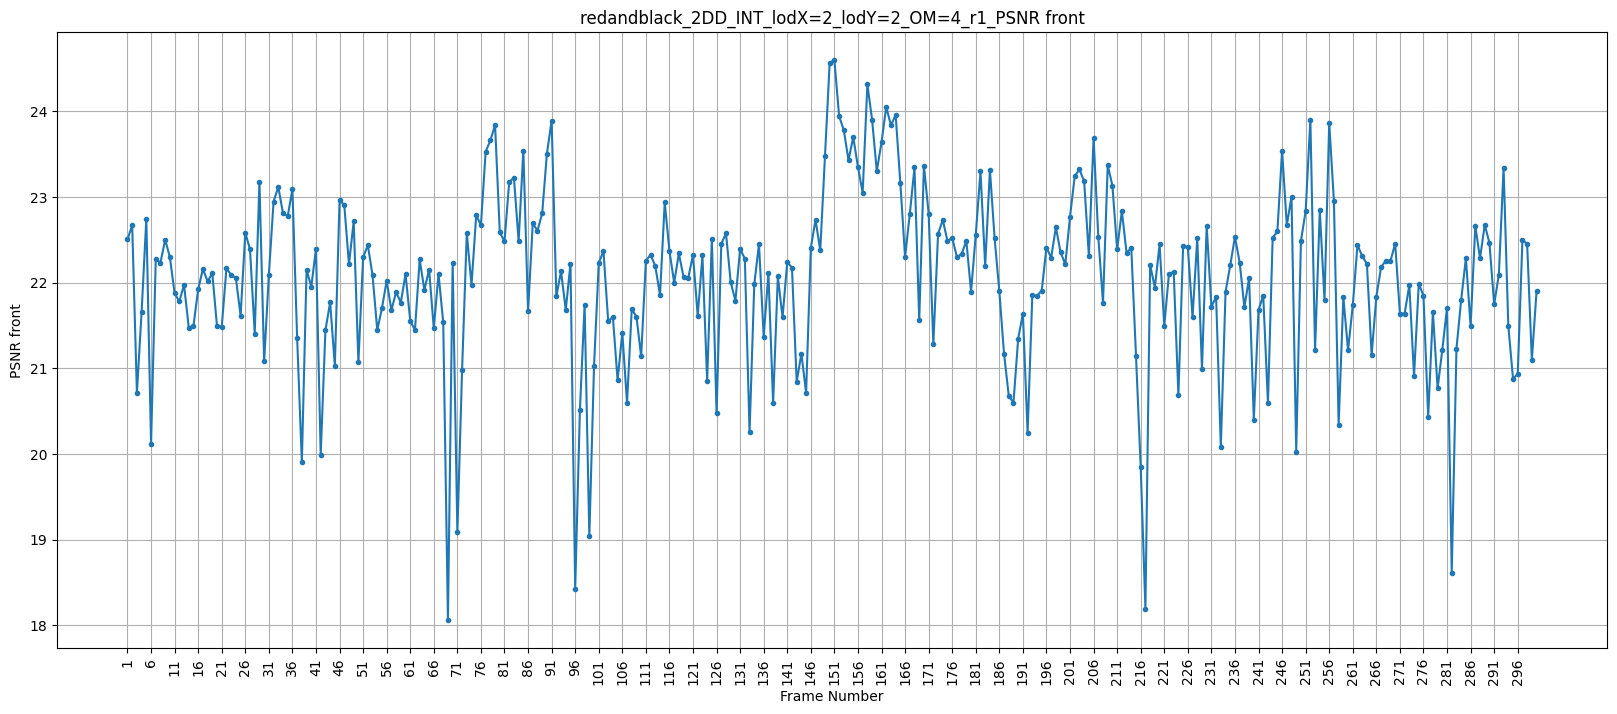 redandblack_2DD_INT_lodX=2_lodY=2_OM=4_r1_PSNR front
PSNR front
24
23
22
21
20
19
18
1 6 11 16 21 26 31 36 41 46 51 56 61 66 71 76 81 86 91 96 101 106 111 116 121 126 131 136 141 146 151 156 161 166 171 176 181 186 191 196 201 206 211 216 221 226 231 236 241 246 251 256 261 266 271 276 281 286 291 296
Frame Number